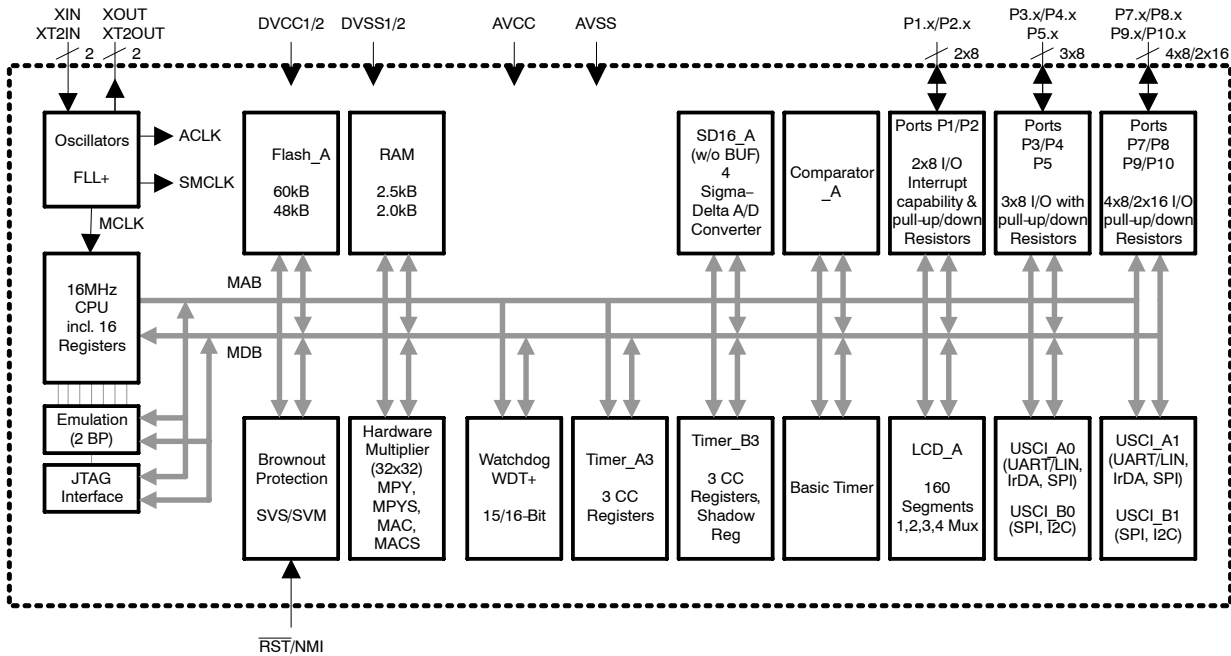 XIN
XT2IN
2
XOUT
XT2OUT
2
DVCC1/2
DVSS1/2
AVCC
AVSS
P1.x/P2.x
2x8
P3.x/P4.x
P5.x
3x8
P7.x/P8.x
P9.x/P10.x
4x8/2x16
Oscillators
FLL+
ACLK
SMCLK
MCLK
Flash_A
60kB
48kB
RAM
2.5kB
2.0kB
SD16_A
(w/o BUF)
4
Sigma–
Delta A/D
Converter
Comparator
_A
Ports P1/P2
2x8 I/O
Interrupt
capability &
pull-up/down
Resistors
Ports
P3/P4
P5
3x8 I/O with
pull-up/down
Resistors
Ports
P7/P8
P9/P10
4x8/2x16 I/O
pull-up/down
Resistors
16MHz
CPU
incl. 16
Registers
MAB
MDB
Emulation
(2 BP)
JTAG
Interface
Brownout
Protection
SVS/SVM
Hardware
Multiplier
(32x32)
MPY,
MPYS,
MAC,
MACS
Watchdog
WDT+
15/16-Bit
Timer_A3
3 CC
Registers
Timer_B3
3 CC
Registers,
Shadow
Reg
Basic Timer
LCD_A
160
Segments
1,2,3,4 Mux
USCI_A0
(UART/LIN,
IrDA, SPI)
USCI_B0
(SPI, I2C)
USCI_A1
(UART/LIN,
IrDA, SPI)
USCI_B1
(SPI, I2C)
RST/NMI